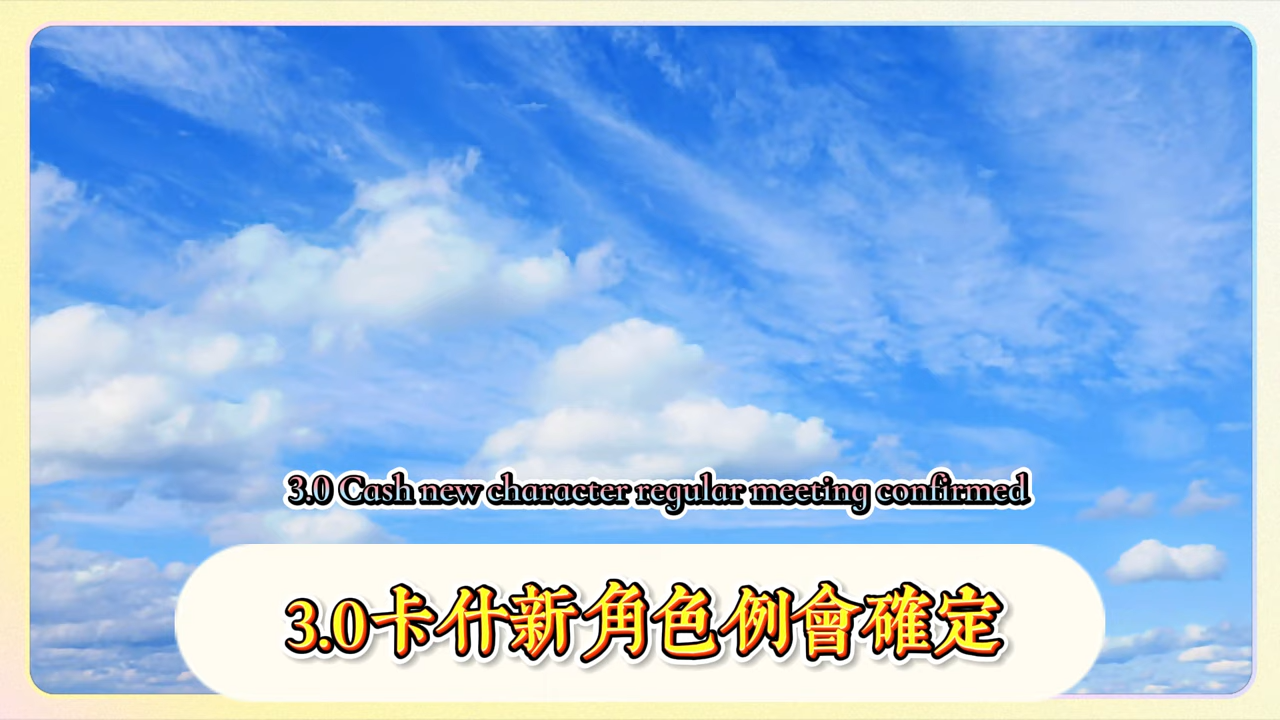 3.0 Cash new character regular meeting confirmed
3.0卡什新角色例會確定